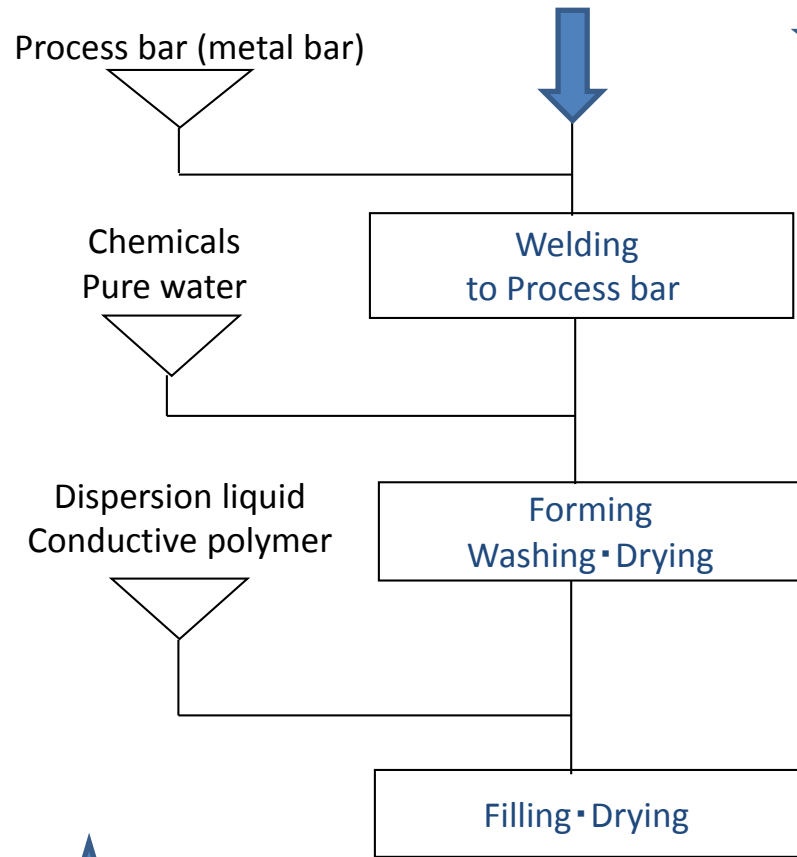 Process bar (metal bar)
Welding
to Process bar
Chemicals
Pure water
Forming
Washing・Drying
Dispersion liquid
Conductive polymer
Filling・Drying